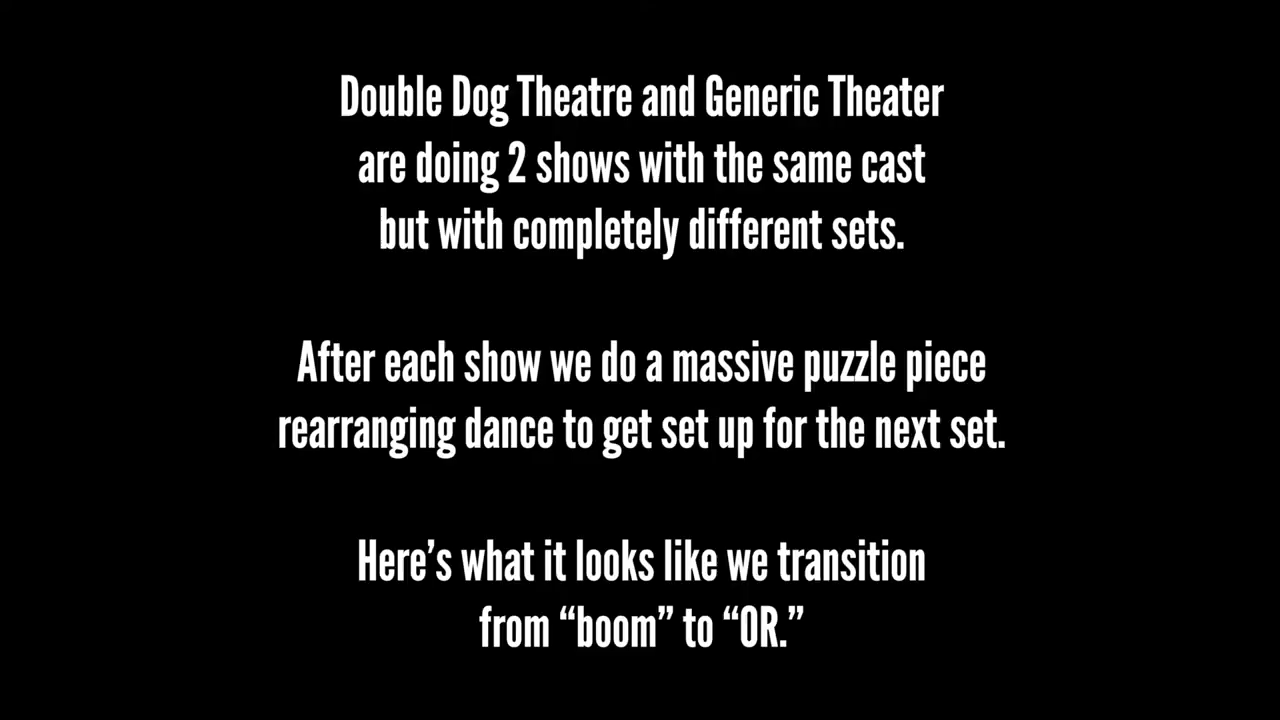 Double Dog Theatre and Generic Theater
are doing 2 shows with the same cast
but with completely different sets.
After each show we do a massive puzzle piece
rearranging dance to get set up for the next set.
Here’s what it looks like we transition
from “boom” to “OR.”